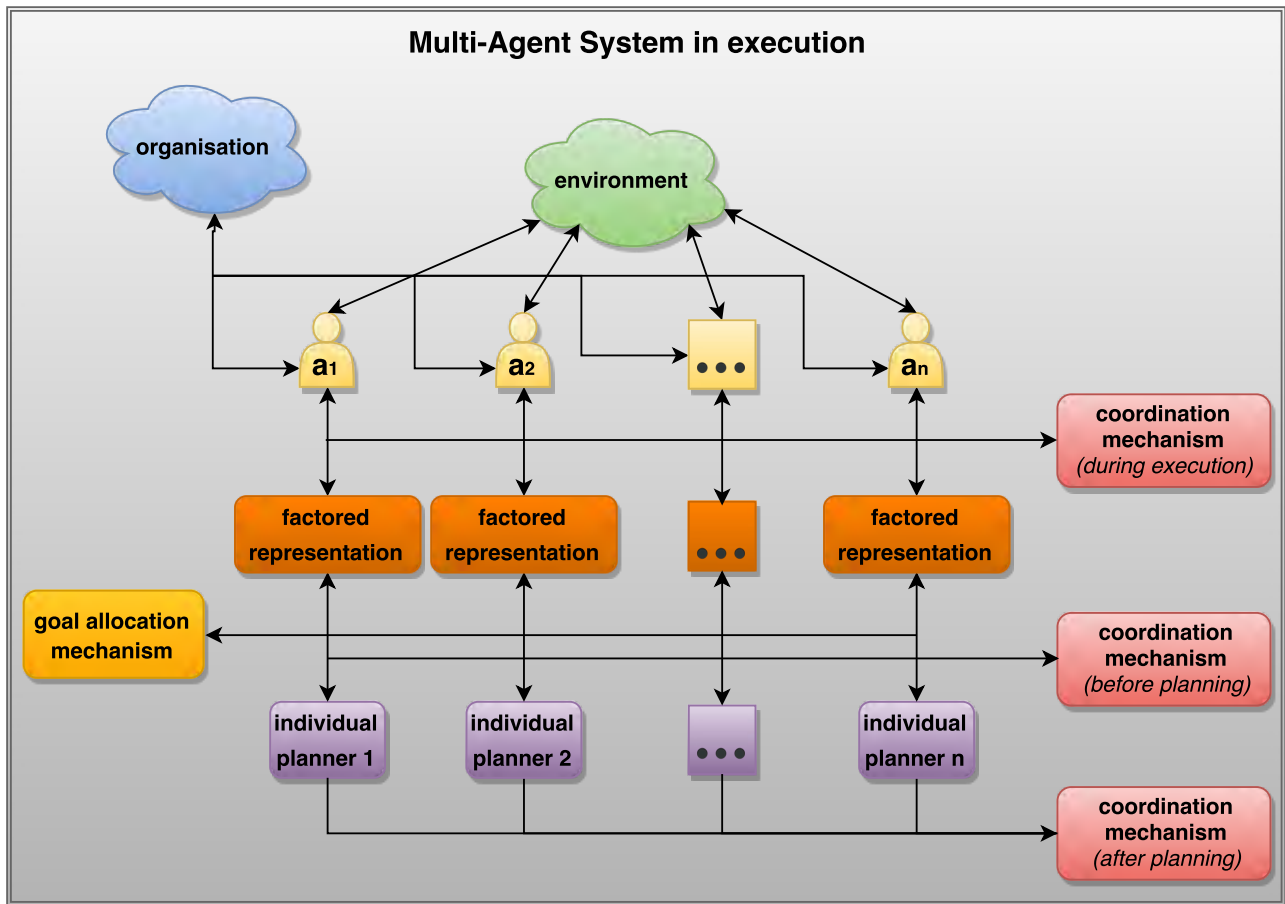 Multi-Agent System in execution
organisation
environment
a1
a2
...
an
coordination
mechanism
(during execution)
factored
representation
factored
representation
...
factored
representation
goal allocation
mechanism
coordination
mechanism
(before planning)
individual
planner 1
individual
planner 2
...
individual
planner n
coordination
mechanism
(after planning)